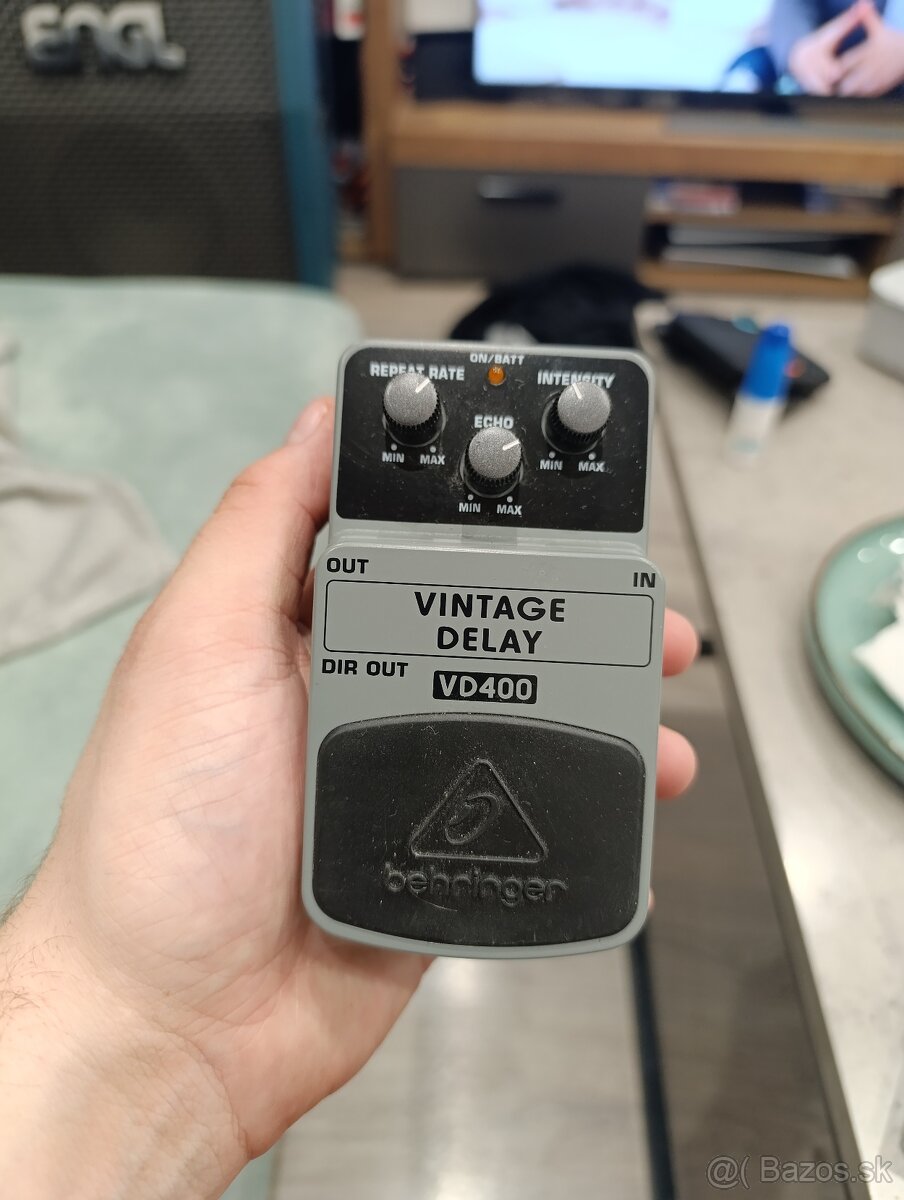 ENGL
ON/BATT
REPEAT RATE
INTENSITY
ECHO
MIN MAX
MIN MAX
MIN MAX
OUT
IN
VINTAGE
DELAY
DIR OUT
VD400
behringer
@( Bazos.sk